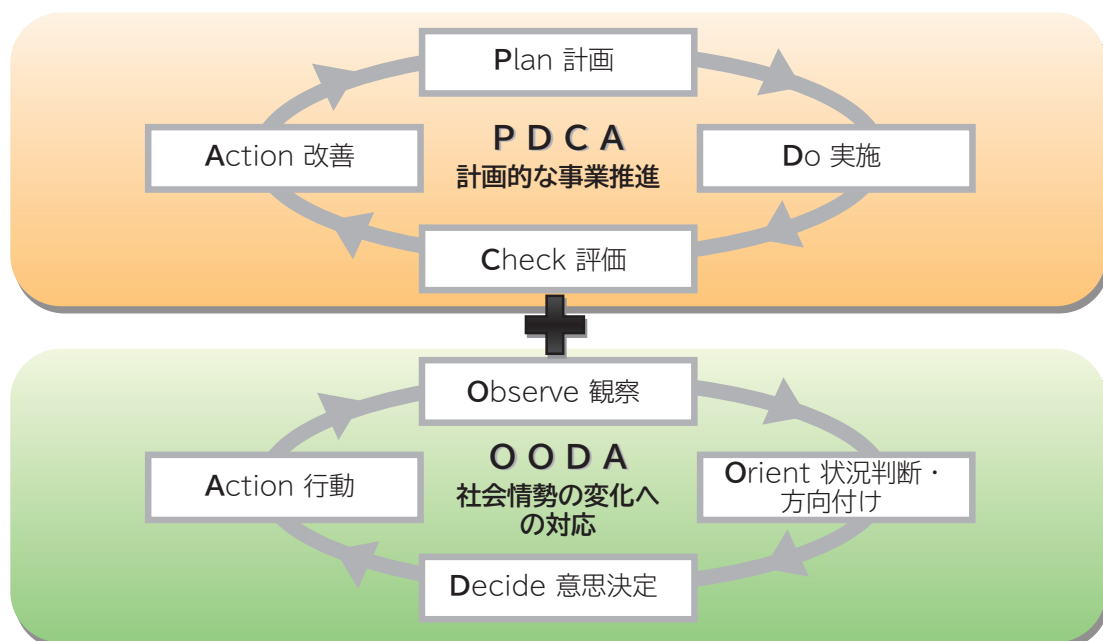 Plan 計画
Action 改善
P D C A
計画的な事業推進
Do 実施
Check 評価
Observe 観察
Action 行動
O O D A
社会情勢の変化へ
の対応
Orient 状況判断・
方向付け
Decide 意思決定